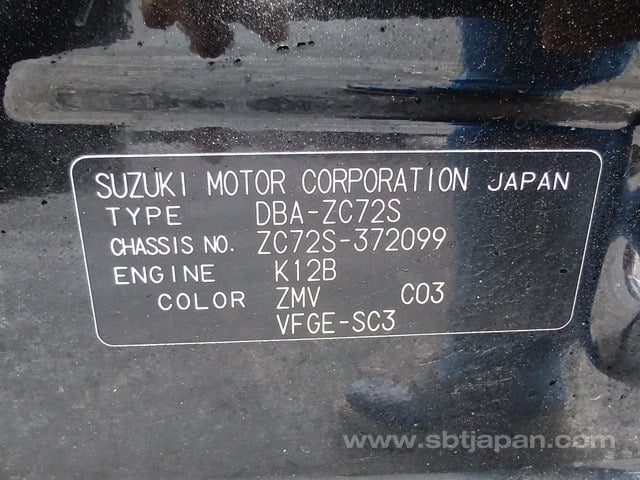 SUZUKI MOTOR CORPORATION JAPAN
TYPE DBA-ZC72S
CHASSIS NO. ZC72S-372099
ENGINE K12B
COLOR ZMV C03
VFGE-SC3
www.sbtjapan.com